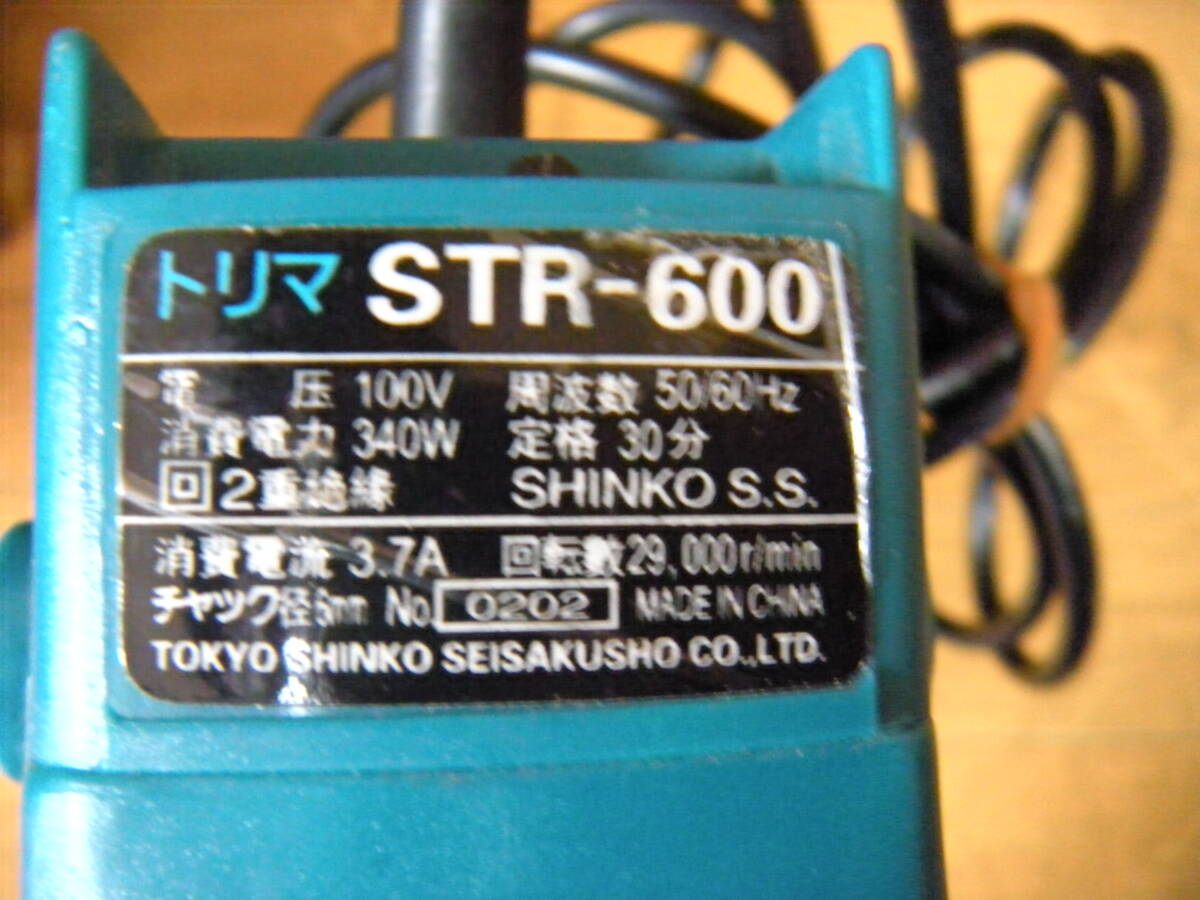 トリマ STR-600
電 圧 100V 周波数 50/60Hz
消費電力 340W 定格 30分
回 2重絶縁 SHINKO S.S.
消費電流 3.7A 回転数 29,000r/min
チャック径6mm No. 0202 MADE IN CHINA
TOKYO SHINKO SEISAKUSHO CO.,LTD.